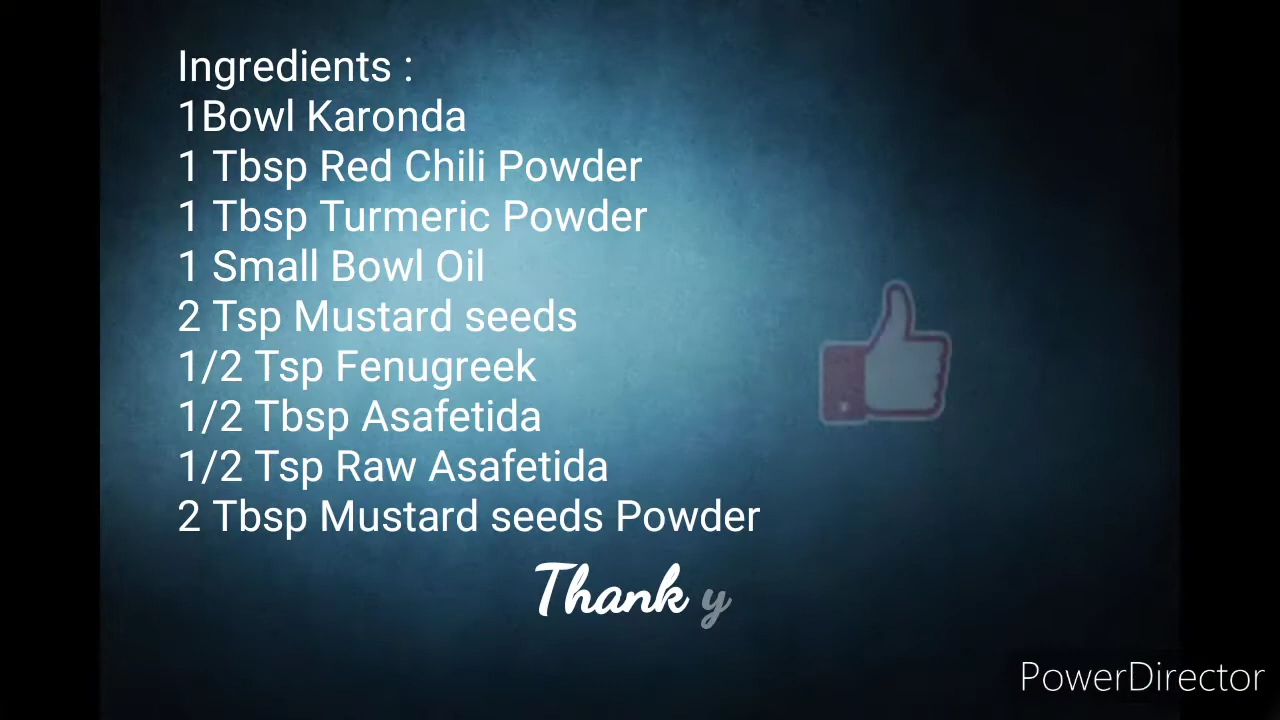 Ingredients :
1Bowl Karonda
1 Tbsp Red Chili Powder
1 Tbsp Turmeric Powder
1 Small Bowl Oil
2 Tsp Mustard seeds
1/2 Tsp Fenugreek
1/2 Tbsp Asafetida
1/2 Tsp Raw Asafetida
2 Tbsp Mustard seeds Powder
Thank y
PowerDirector